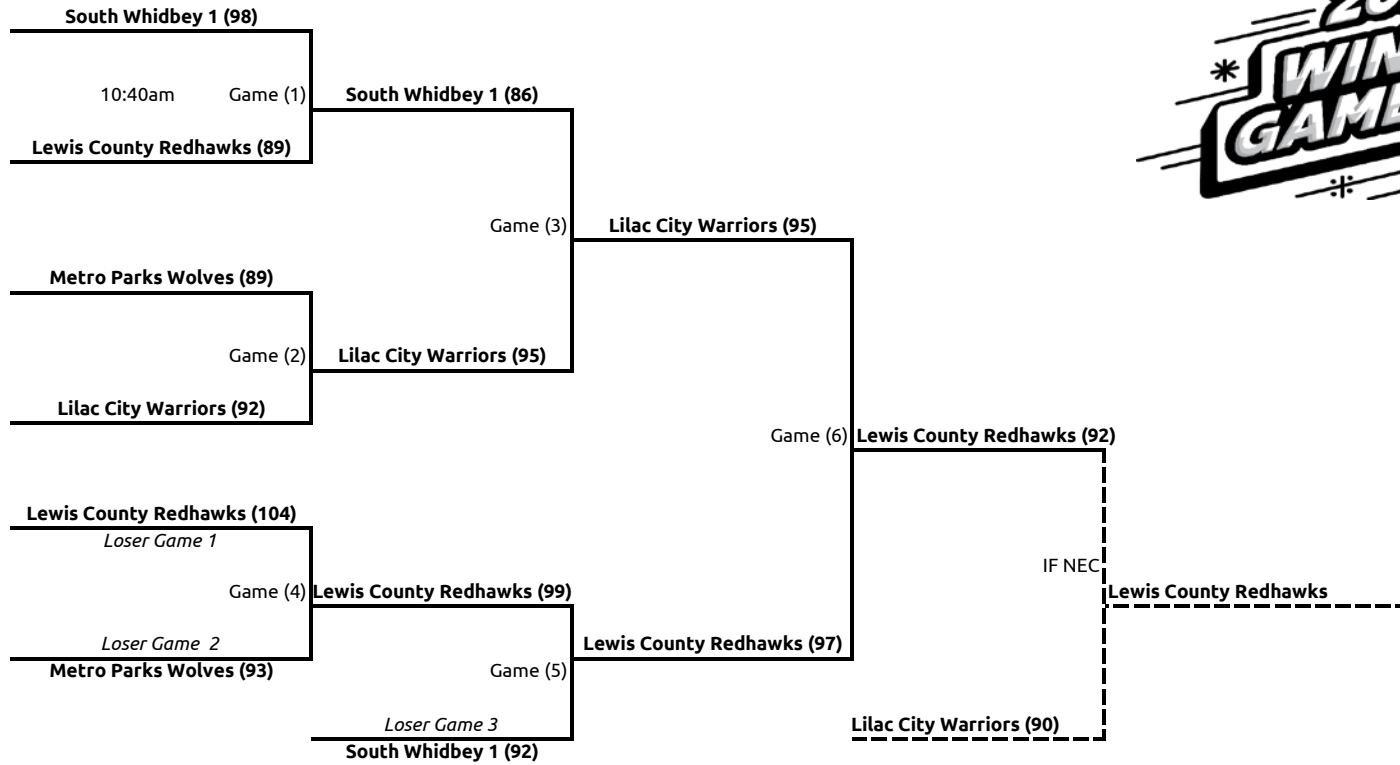 South Whidbey 1 (98)
10:40am Game (1)
South Whidbey 1 (86)
Lewis County Redhawks (89)
Game (3)
Lilac City Warriors (95)
Metro Parks Wolves (89)
Game (2)
Lilac City Warriors (95)
Lilac City Warriors (92)
Game (6)
Lewis County Redhawks (92)
Lewis County Redhawks (104)
Loser Game 1
IF NEC
Game (4)
Lewis County Redhawks (99)
Lewis County Redhawks
Loser Game 2
Lewis County Redhawks (97)
Metro Parks Wolves (93)
Game (5)
Loser Game 3
Lilac City Warriors (90)
South Whidbey 1 (92)